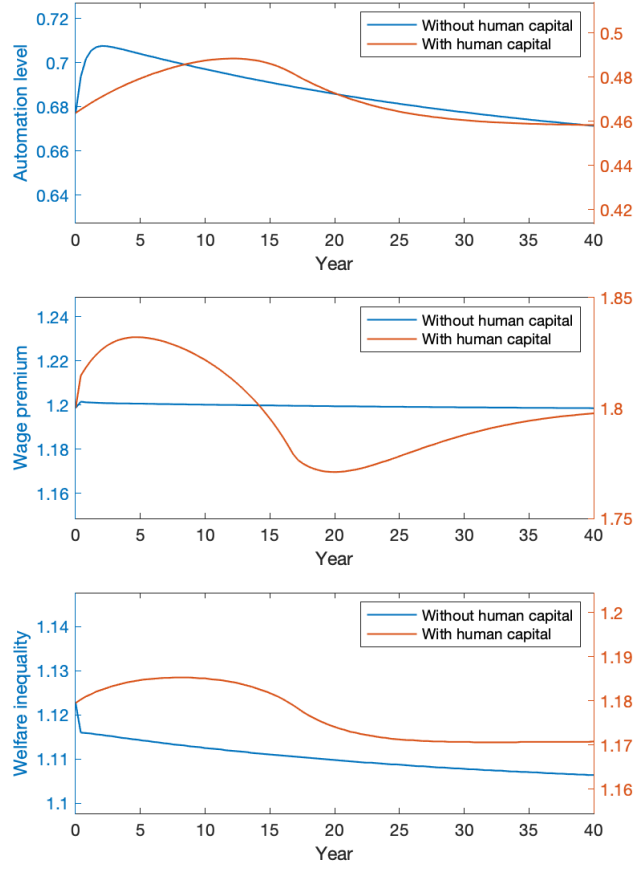 0.72
0.7
0.68
0.66
0.64
Automation level
0.5
0.48
0.46
0.44
0.42
Without human capital
With human capital
0 5 10 15 20 25 30 35 40
Year
1.24
1.22
1.2
1.18
1.16
Wage premium
1.85
1.8
1.75
Without human capital
With human capital
0 5 10 15 20 25 30 35 40
Year
1.14
1.13
1.12
1.11
1.1
Welfare inequality
1.2
1.19
1.18
1.17
1.16
Without human capital
With human capital
0 5 10 15 20 25 30 35 40
Year